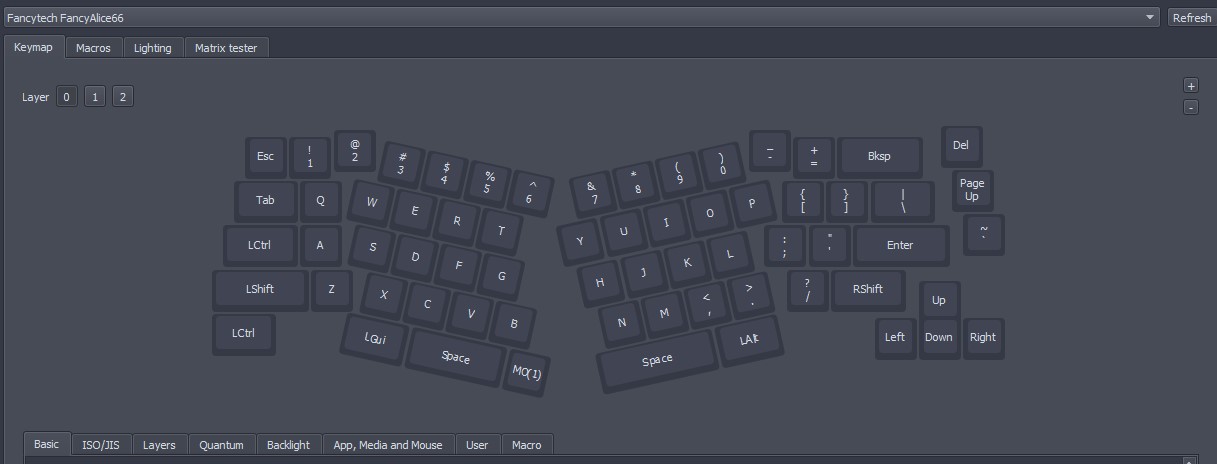 Fancytech FancyAlice66
Refresh
Keymap Macros Lighting Matrix tester
Layer 0 1 2
+
-
Esc
!
1
@
2
#
3
$
4
%
5
^
6
&
7
*
8
(
9
)
0
_
-
+
=
Bksp
Del
Tab
Q
W
E
R
T
Y
U
I
O
P
{
[
}
]
|
\
Page
Up
LCtrl
A
S
D
F
G
H
J
K
L
:
;
"
'
Enter
~
`
LShift
Z
X
C
V
B
N
M
<
,
>
.
?
/
RShift
Up
LCtrl
LGui
Space
MO(1)
Space
LAlt
Left
Down
Right
Basic ISO/JIS Layers Quantum Backlight App, Media and Mouse User Macro